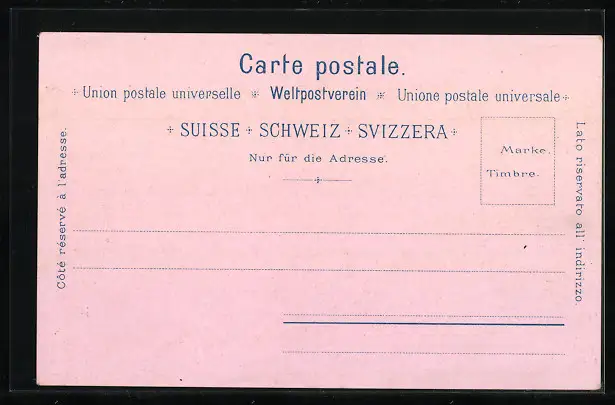 Carte postale.
Union postale universelle Weltpostverein Unione postale universale
SUISSE SCHWEIZ SVIZZERA
Nur für die Adresse.
Marke.
Timbre.
Côté réservé à l'adresse.
Lato riservato all' indirizzo.